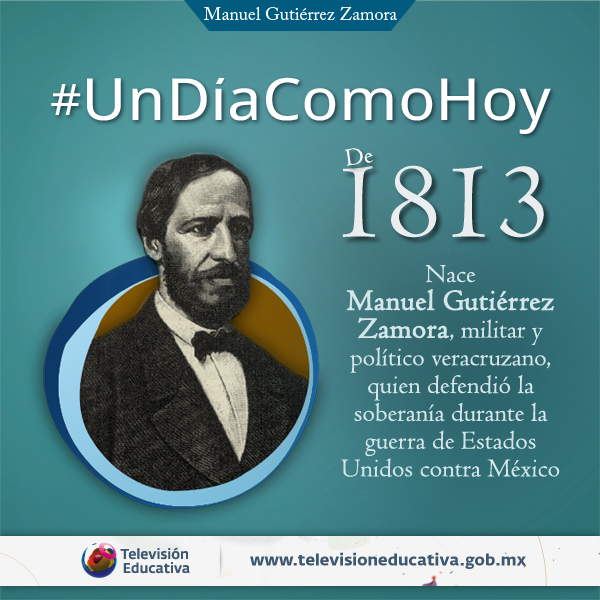 Manuel Gutiérrez Zamora
#UnDíaComoHoy
De
1813
Nace
Manuel Gutiérrez
Zamora, militar y
político veracruzano,
quien defendió la
soberanía durante la
guerra de Estados
Unidos contra México
Televisión
Educativa
www.televisioneducativa.gob.mx